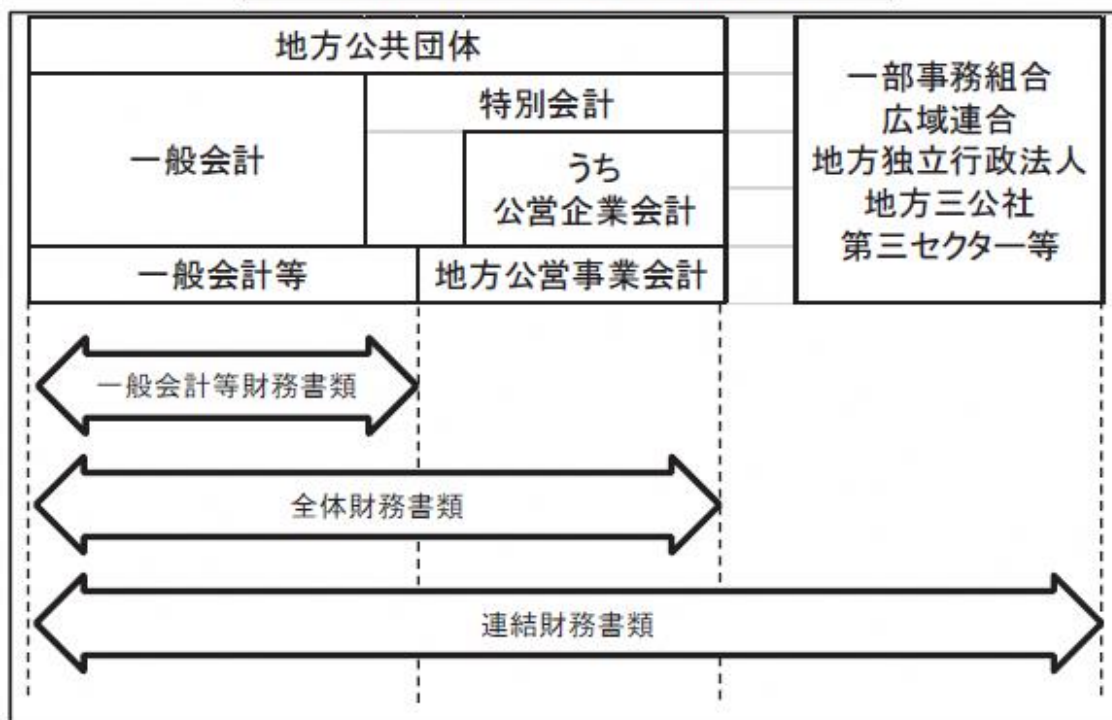 地方公共団体
一般会計
特別会計
うち
公営企業会計
一般会計等
地方公営事業会計
一部事務組合
広域連合
地方独立行政法人
地方三公社
第三セクター等
一般会計等財務書類
全体財務書類
連結財務書類